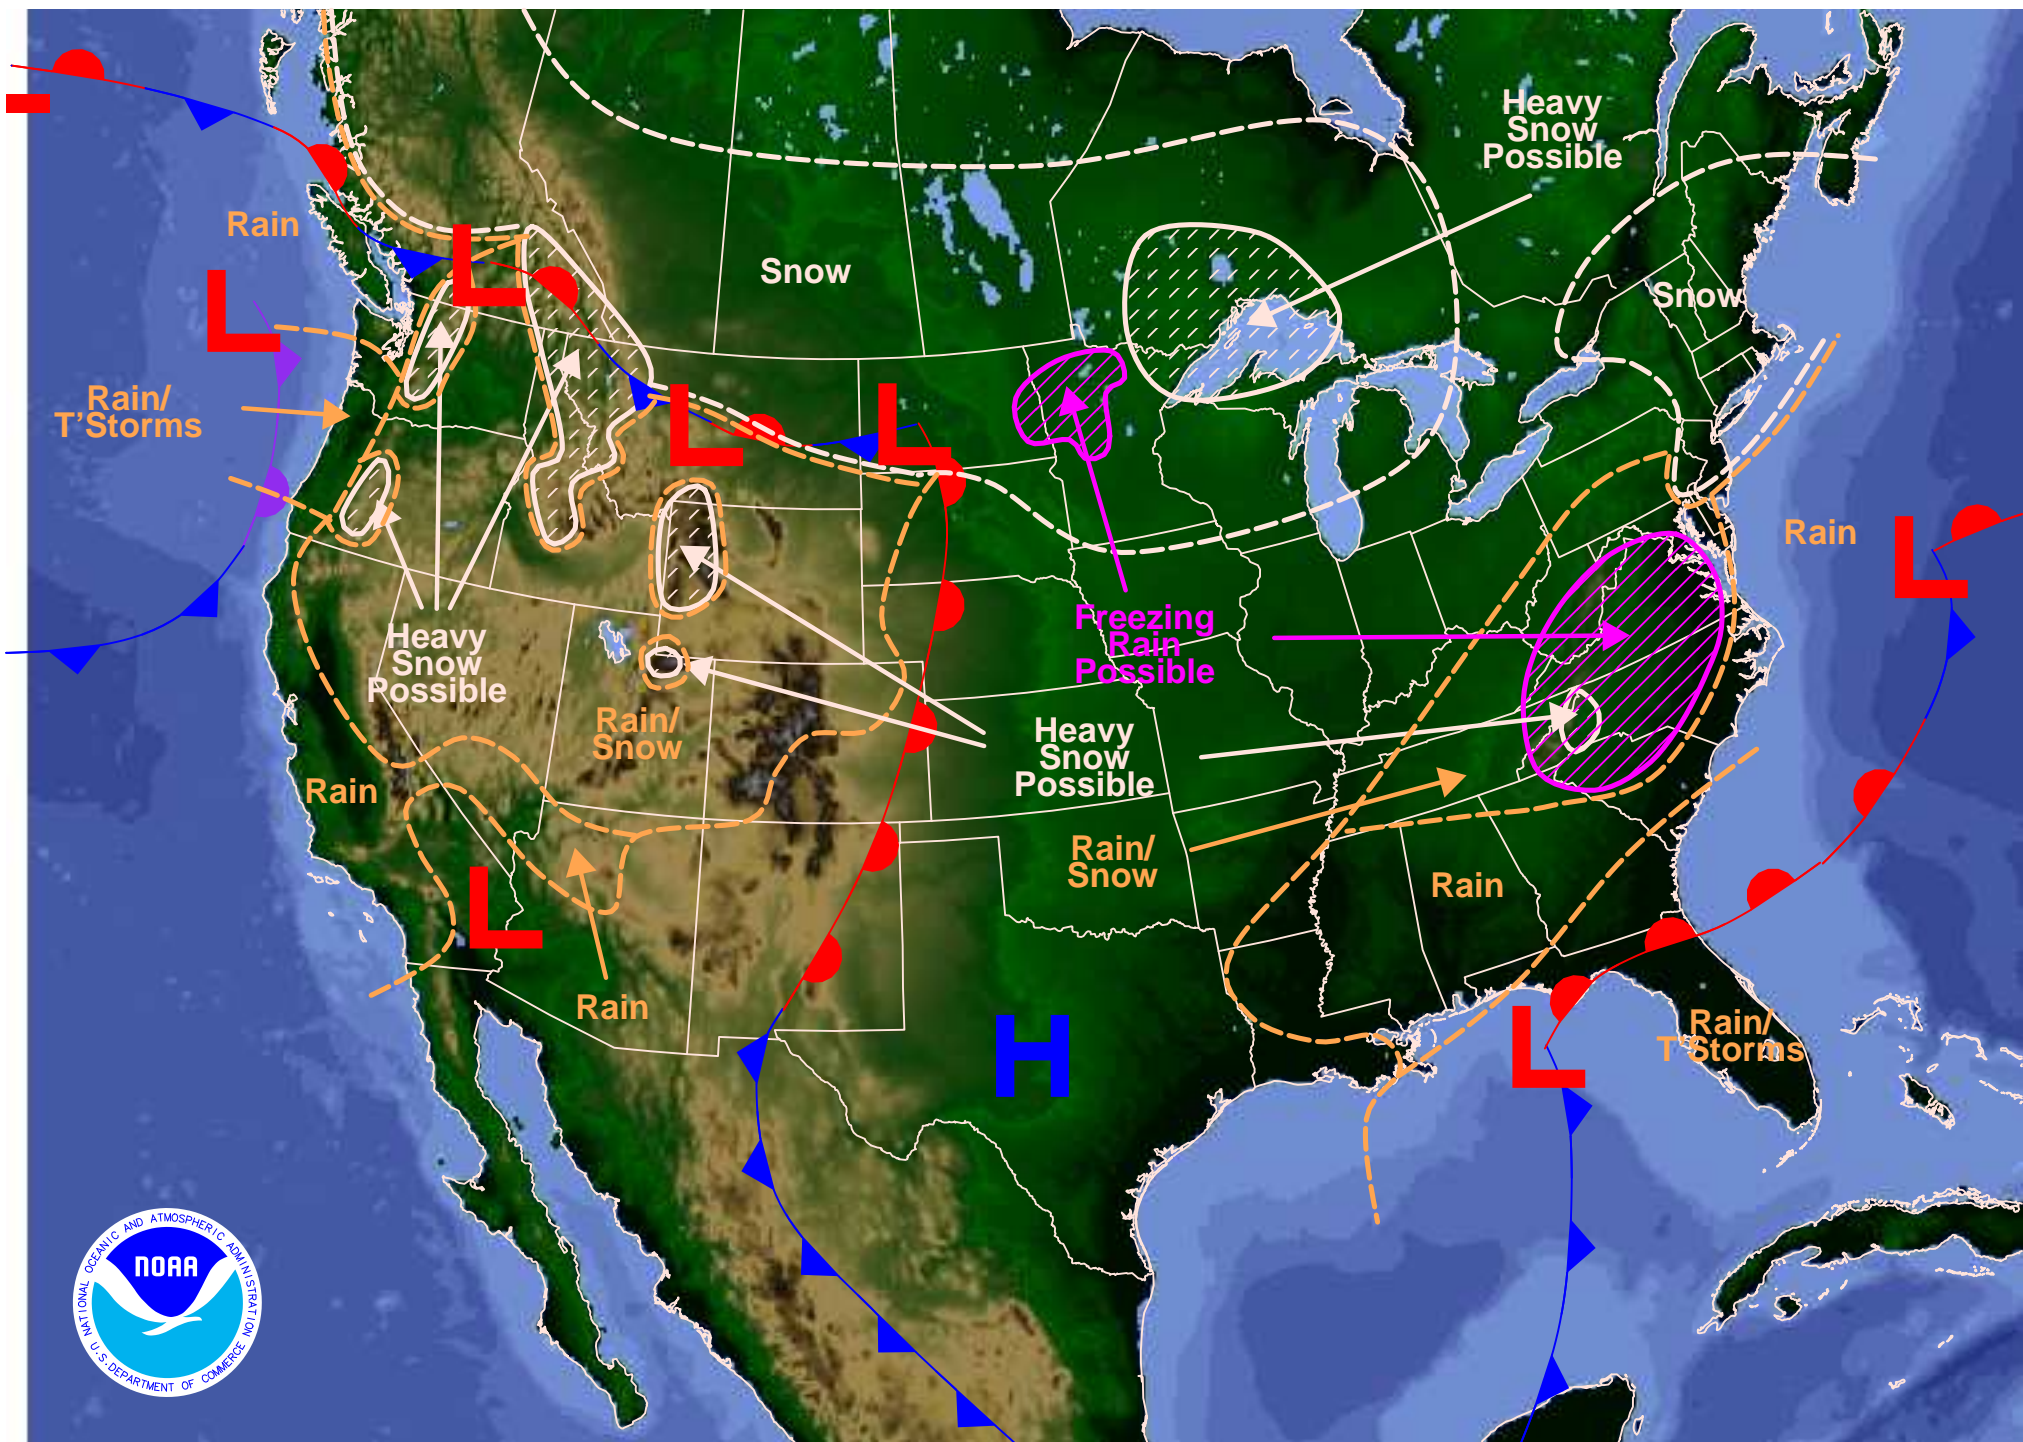 Heavy
Snow
Possible
Rain
L
Snow
L
Snow
Rain/
T'Storms
L
L
Rain
L
Freezing
Rain
Possible
Heavy
Snow
Possible
Rain/
Snow
Heavy
Snow
Possible
Rain
Rain/
Snow
Rain
L
Rain
H
L
Rain/
T'Storms
NATIONAL OCEANIC AND ATMOSPHERIC ADMINISTRATION
NOAA
U.S. DEPARTMENT OF COMMERCE